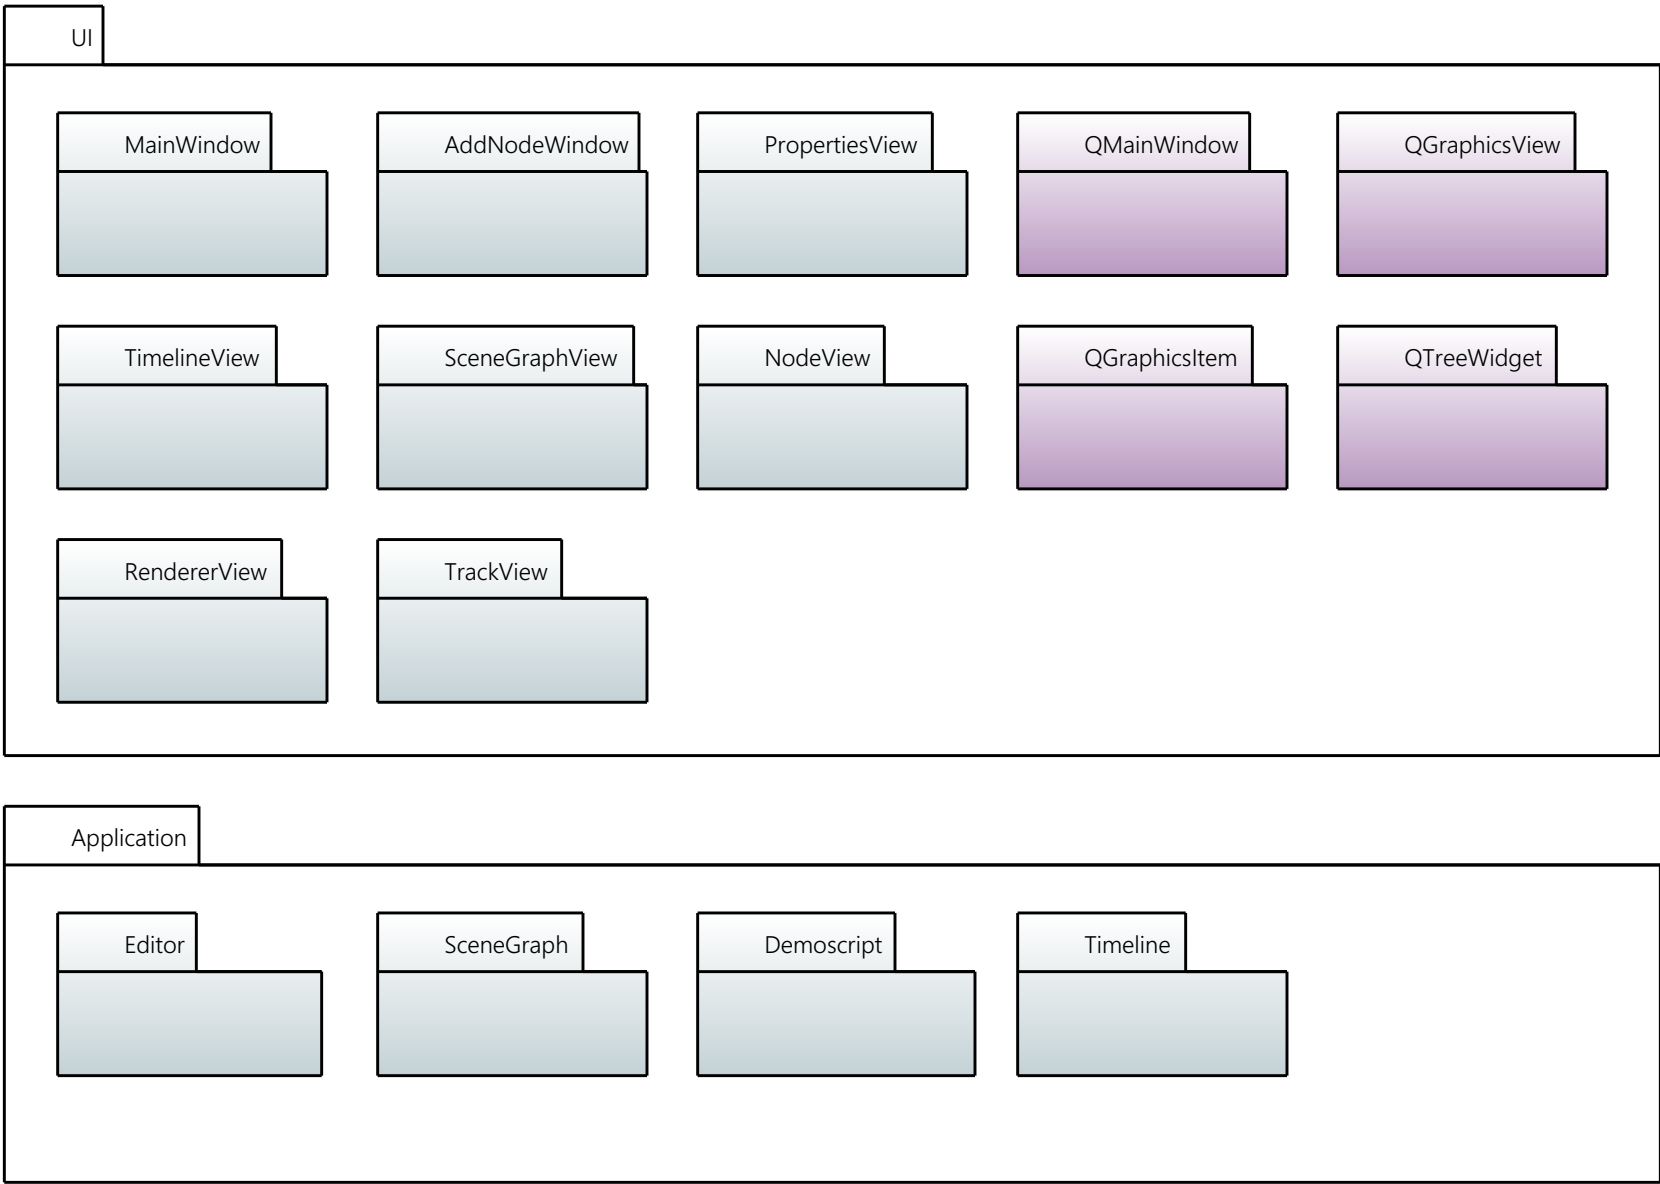 UI
MainWindow
AddNodeWindow
PropertiesView
QMainWindow
QGraphicsView
TimelineView
SceneGraphView
NodeView
QGraphicsItem
QTreeWidget
RendererView
TrackView
Application
Editor
SceneGraph
Demoscript
Timeline